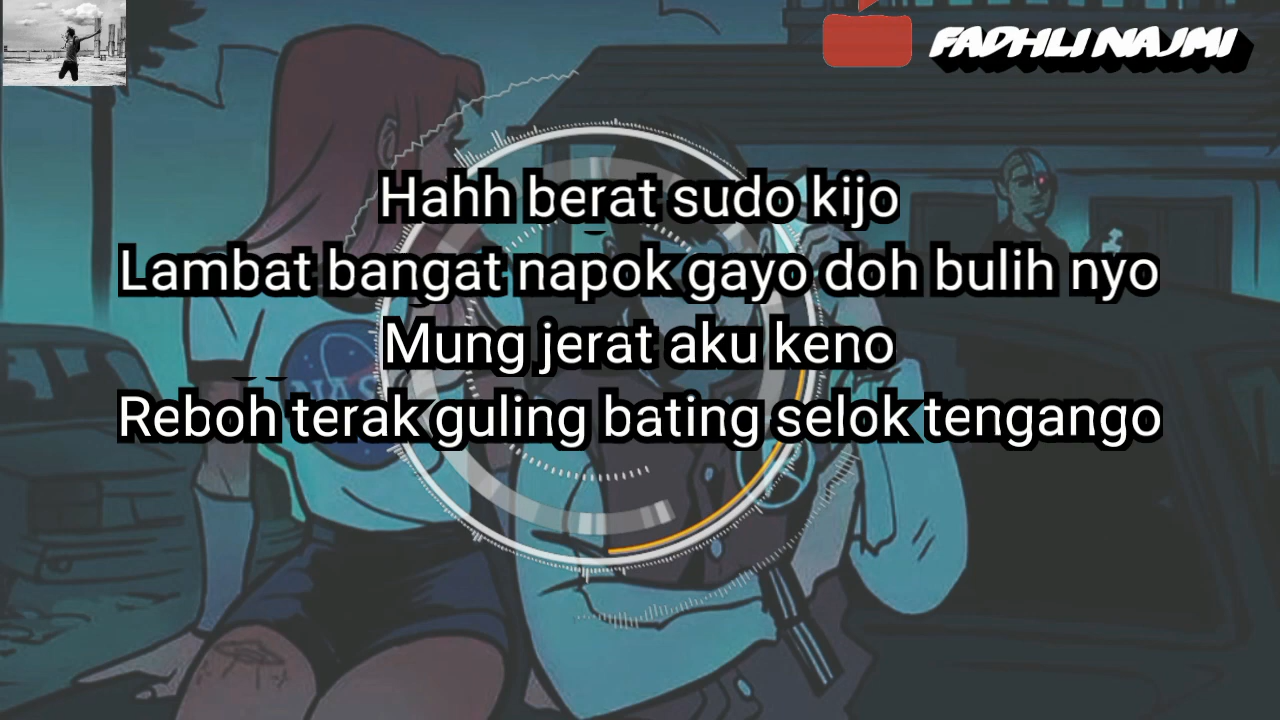 FADHLI NAJMI
Hahh berat sudo kijo
Lambat bangat napok gayo doh bulih nyo
Mung jerat aku keno
Reboh terak guling bating selok tengango
NAS